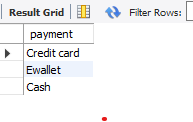 Result Grid Filter Rows:
payment
Credit card
Ewallet
Cash